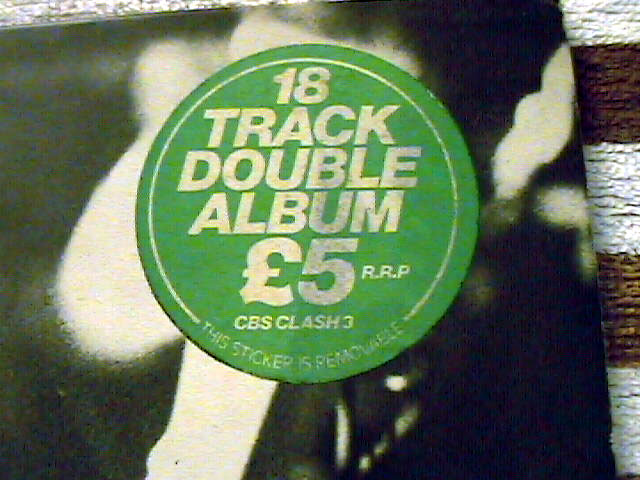 18
TRACK
DOUBLE
ALBUM
£5 R.R.P
CBS CLASH 3
THIS STICKER IS REMOVABLE